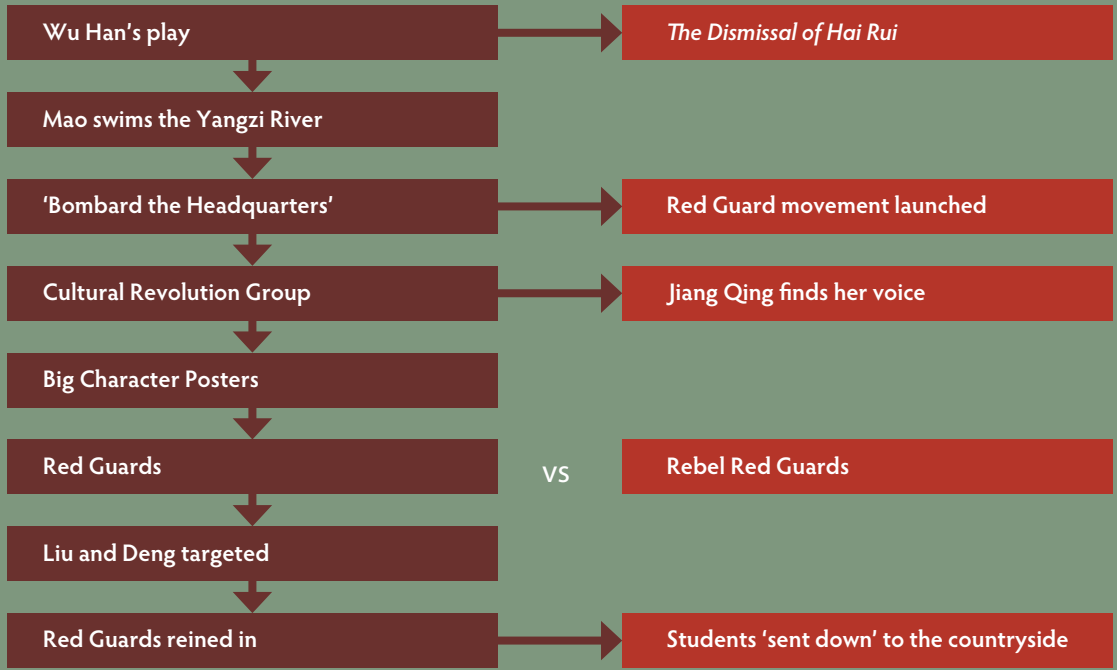 Wu Han’s play
The Dismissal of Hai Rui
Mao swims the Yangzi River
‘Bombard the Headquarters’
Red Guard movement launched
Cultural Revolution Group
Jiang Qing finds her voice
Big Character Posters
Red Guards
vs
Rebel Red Guards
Liu and Deng targeted
Red Guards reined in
Students ‘sent down’ to the countryside